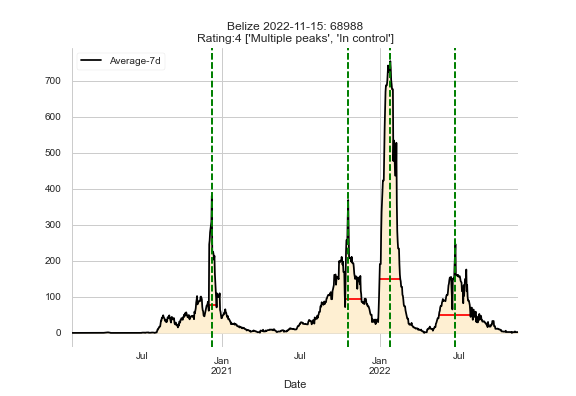 Belize 2022-11-15: 68988
Rating:4 ['Multiple peaks', 'In control']
Average-7d
700
600
500
400
300
200
100
0
Jul
Jan
2021
Jul
Jan
2022
Jul
Date